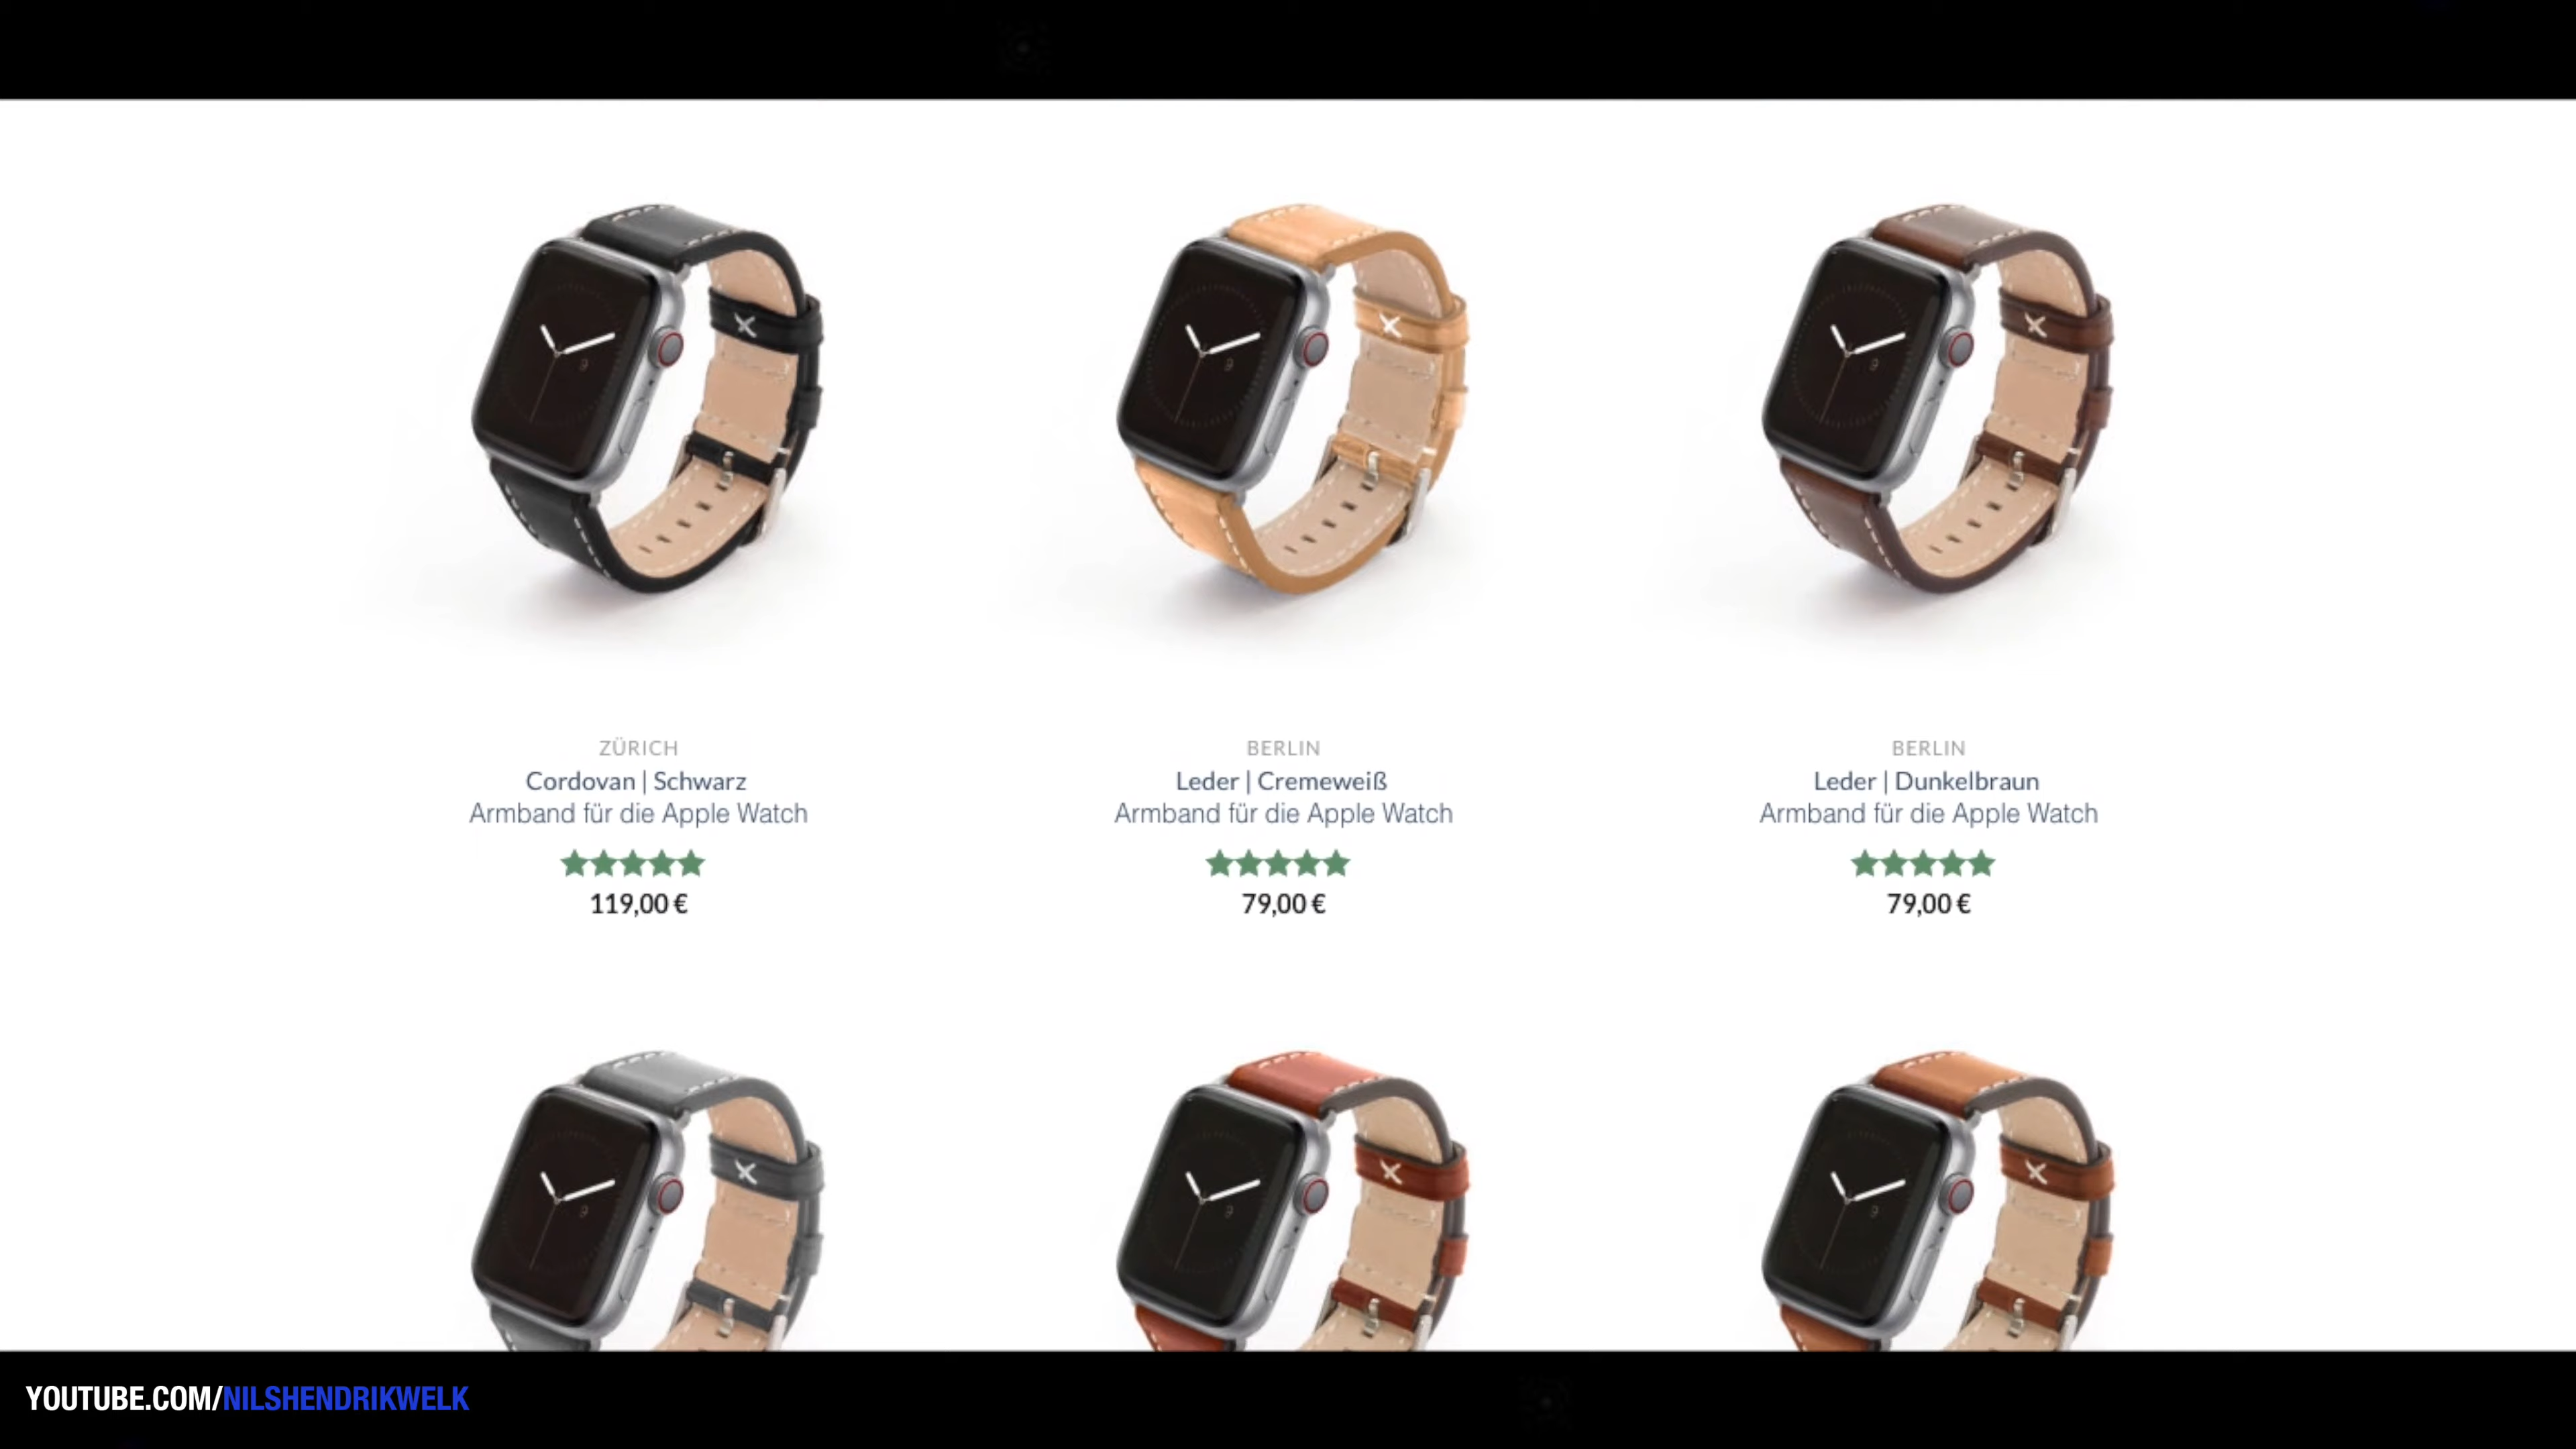 ZÜRICH
Cordovan | Schwarz
Armband für die Apple Watch
119,00 €
BERLIN
Leder | Cremeweiß
Armband für die Apple Watch
79,00 €
BERLIN
Leder | Dunkelbraun
Armband für die Apple Watch
79,00 €
YOUTUBE.COM/NILSHENDRIKWELK